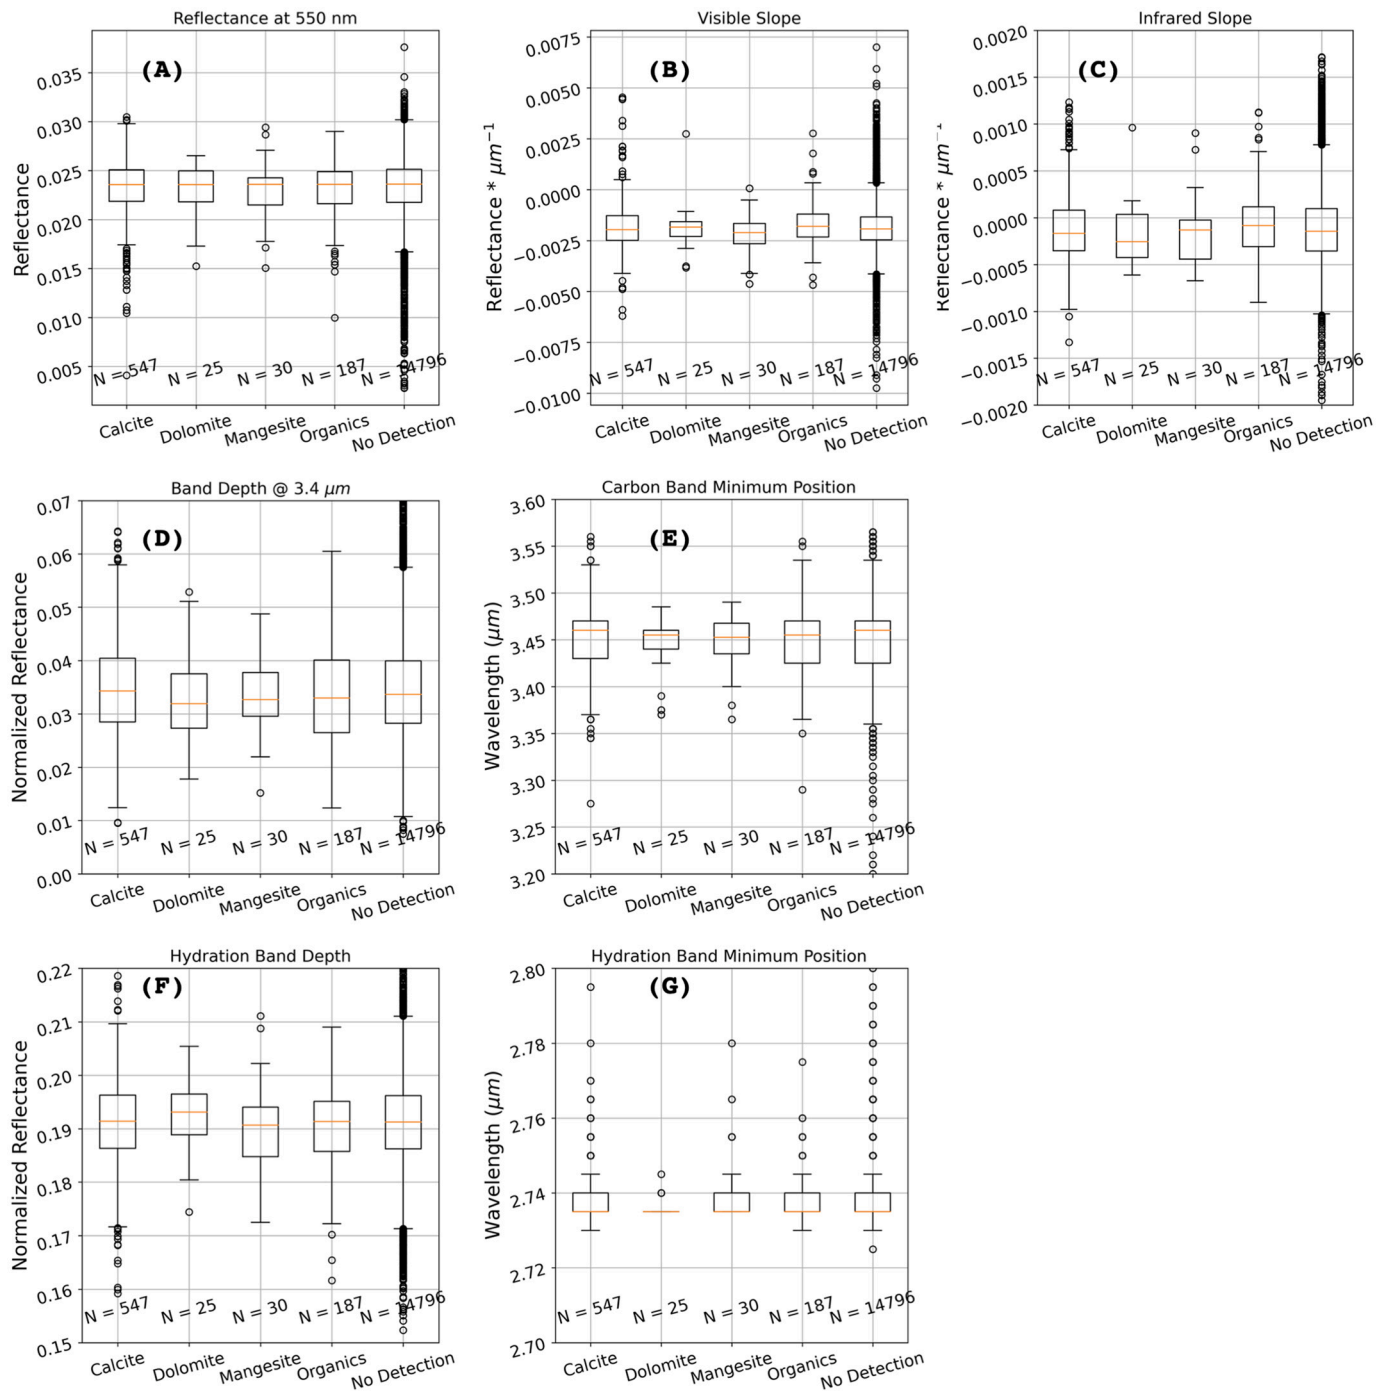 Reflectance at 550 nm
(A)
Reflectance
0.035
0.030
0.025
0.020
0.015
0.010
0.005
N = 547
N = 25
N = 30
N = 187
N = 14796
Calcite
Dolomite
Mangesite
Organics
No Detection
Visible Slope
(B)
Reflectance * μm⁻¹
0.0075
0.0050
0.0025
0.0000
−0.0025
−0.0050
−0.0075
−0.0100
N = 547
N = 25
N = 30
N = 187
N = 14796
Calcite
Dolomite
Mangesite
Organics
No Detection
Infrared Slope
(C)
Reflectance * μm⁻¹
0.0020
0.0015
0.0010
0.0005
0.0000
−0.0005
−0.0010
−0.0015
−0.0020
N = 547
N = 25
N = 30
N = 187
N = 14796
Calcite
Dolomite
Mangesite
Organics
No Detection
Band Depth @ 3.4 μm
(D)
Normalized Reflectance
0.07
0.06
0.05
0.04
0.03
0.02
0.01
0.00
N = 547
N = 25
N = 30
N = 187
N = 14796
Calcite
Dolomite
Mangesite
Organics
No Detection
Carbon Band Minimum Position
(E)
Wavelength (μm)
3.60
3.55
3.50
3.45
3.40
3.35
3.30
3.25
3.20
N = 547
N = 25
N = 30
N = 187
N = 14796
Calcite
Dolomite
Mangesite
Organics
No Detection
Hydration Band Depth
(F)
Normalized Reflectance
0.22
0.21
0.20
0.19
0.18
0.17
0.16
0.15
N = 547
N = 25
N = 30
N = 187
N = 14796
Calcite
Dolomite
Mangesite
Organics
No Detection
Hydration Band Minimum Position
(G)
Wavelength (μm)
2.80
2.78
2.76
2.74
2.72
2.70
N = 547
N = 25
N = 30
N = 187
N = 14796
Calcite
Dolomite
Mangesite
Organics
No Detection